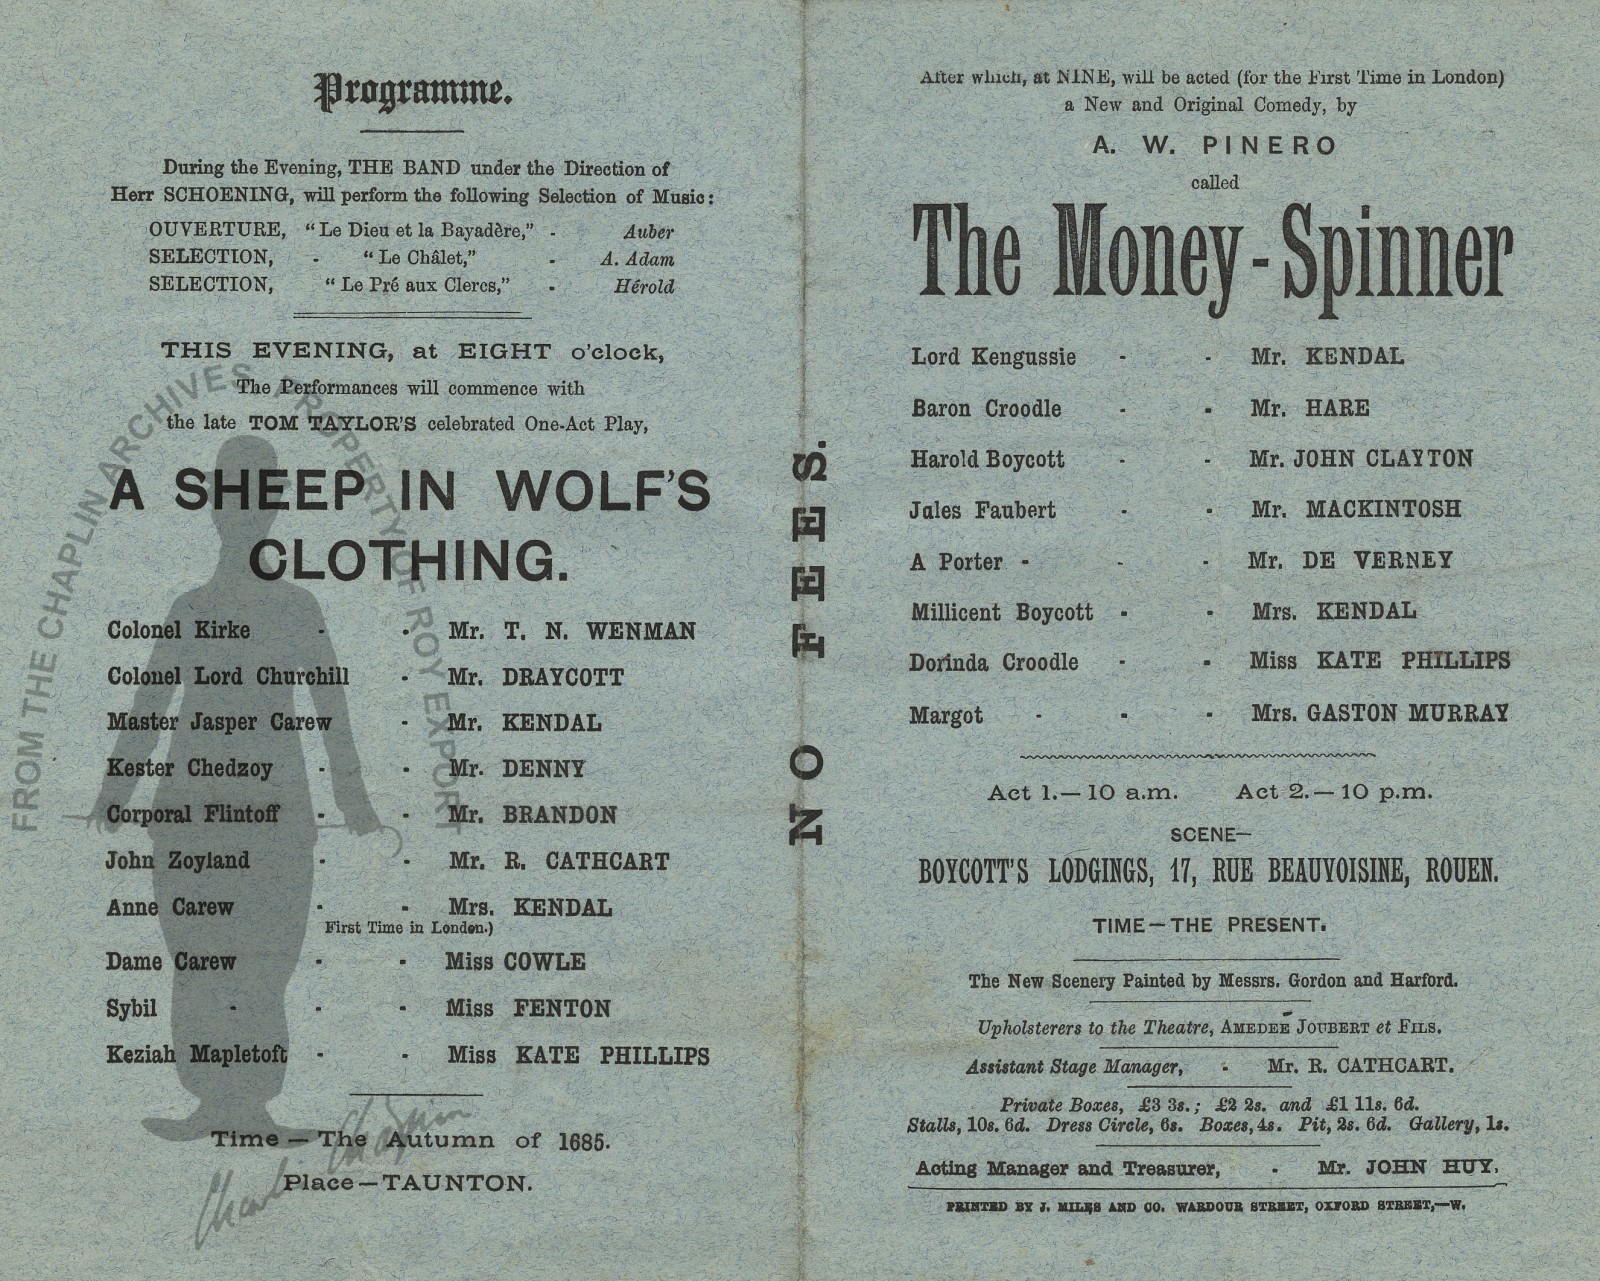 Programme.
During the Evening, THE BAND under the Direction of
Herr SCHOENING, will perform the following Selection of Music:
OUVERTURE, "Le Dieu et la Bayadère," - Auber
SELECTION, - "Le Châlet," - A. Adam
SELECTION, "Le Pré aux Clercs," - Hérold
THIS EVENING, at EIGHT o'clock,
The Performances will commence with
the late TOM TAYLOR'S celebrated One-Act Play,
A SHEEP IN WOLF'S
CLOTHING.
Colonel Kirke - - Mr. T. N. WENMAN
Colonel Lord Churchill - Mr. DRAYCOTT
Master Jasper Carew - Mr. KENDAL
Kester Chedzoy - - Mr. DENNY
Corporal Flintoff - - Mr. BRANDON
John Zoyland - - Mr. R. CATHCART
Anne Carew - - Mrs. KENDAL
First Time in London.)
Dame Carew - - Miss COWLE
Sybil - - - Miss FENTON
Keziah Mapletoft - - Miss KATE PHILLIPS
Time — The Autumn of 1685.
Place — TAUNTON.
FROM THE CHAPLIN ARCHIVES PROPERTY OF ROY EXPORT
Charles Chaplin
NO FEES.
After which, at NINE, will be acted (for the First Time in London)
a New and Original Comedy, by
A. W. PINERO
called
The Money-Spinner
Lord Kengussie - - Mr. KENDAL
Baron Croodle - - Mr. HARE
Harold Boycott - - Mr. JOHN CLAYTON
Jules Faubert - - Mr. MACKINTOSH
A Porter - - - Mr. DE VERNEY
Millicent Boycott - - Mrs. KENDAL
Dorinda Croodle - - Miss KATE PHILLIPS
Margot - - - Mrs. GASTON MURRAY
Act 1.—10 a.m. Act 2.—10 p.m.
SCENE—
BOYCOTT'S LODGINGS, 17, RUE BEAUVOISINE, ROUEN.
TIME—THE PRESENT.
The New Scenery Painted by Messrs. Gordon and Harford.
Upholsterers to the Theatre, AMEDEE JOUBERT et FILS.
Assistant Stage Manager, - Mr. R. CATHCART.
Private Boxes, £3 3s.; £2 2s. and £1 11s. 6d.
Stalls, 10s. 6d. Dress Circle, 6s. Boxes, 4s. Pit, 2s. 6d. Gallery, 1s.
Acting Manager and Treasurer, - Mr. JOHN HUY.
PRINTED BY J. MILES AND CO. WARDOUR STREET, OXFORD STREET,—W.